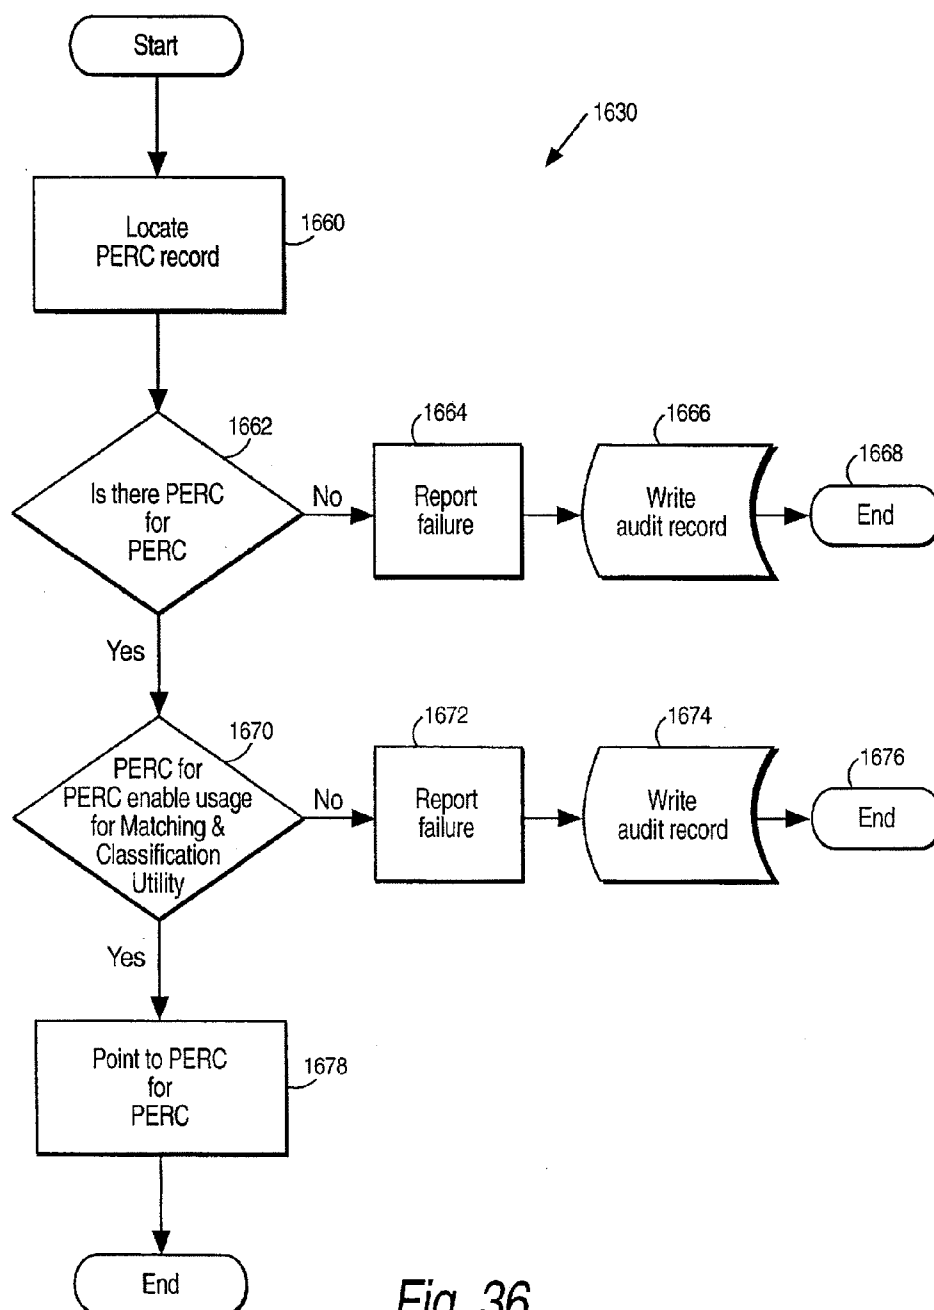 Start
1630
Locate
PERC record
1660
1662
Is there PERC
for
PERC
No
1664
Report
failure
1666
Write
audit record
1668
End
Yes
1670
PERC for
PERC enable usage
for Matching &
Classification
Utility
No
1672
Report
failure
1674
Write
audit record
1676
End
Yes
Point to PERC
for
PERC
1678
End
Fig. 36